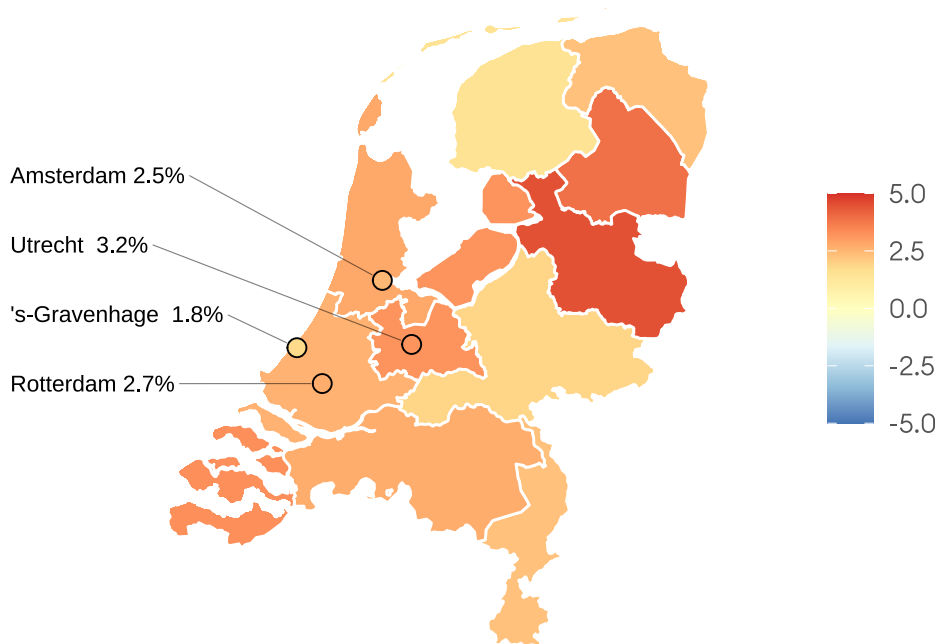 Amsterdam 2.5%
Utrecht 3.2%
's-Gravenhage 1.8%
Rotterdam 2.7%
5.0
2.5
0.0
-2.5
-5.0